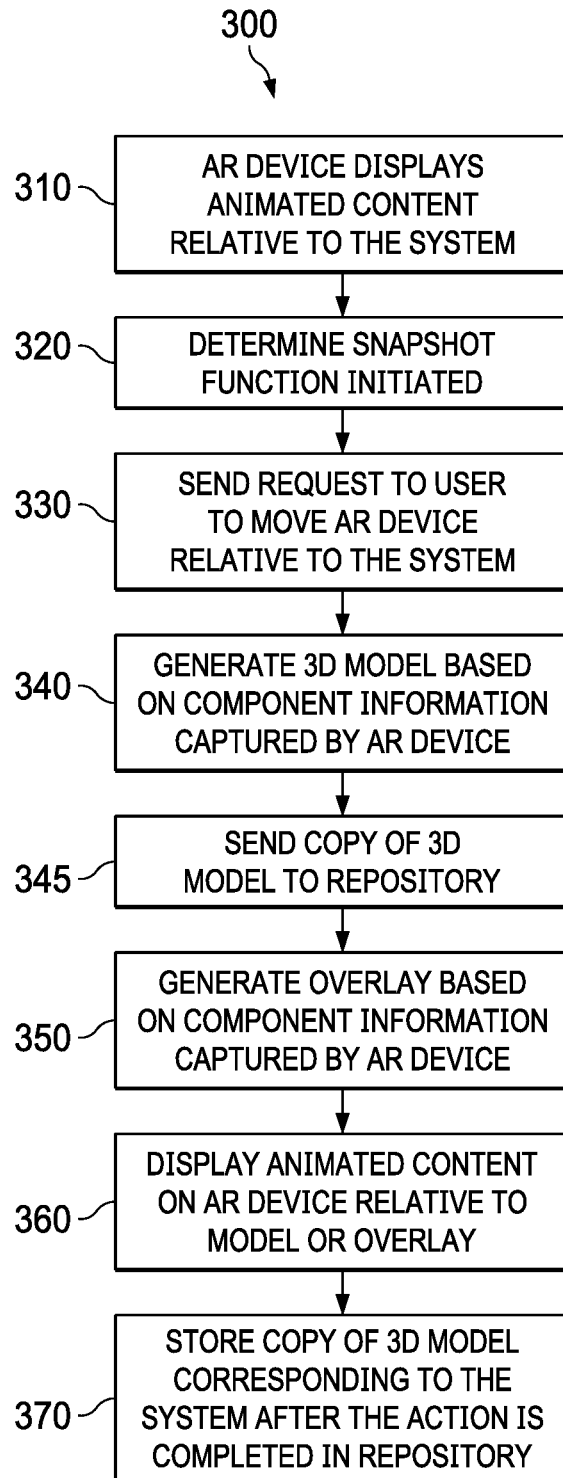 300
310
AR DEVICE DISPLAYS
ANIMATED CONTENT
RELATIVE TO THE SYSTEM
320
DETERMINE SNAPSHOT
FUNCTION INITIATED
330
SEND REQUEST TO USER
TO MOVE AR DEVICE
RELATIVE TO THE SYSTEM
340
GENERATE 3D MODEL BASED
ON COMPONENT INFORMATION
CAPTURED BY AR DEVICE
345
SEND COPY OF 3D
MODEL TO REPOSITORY
350
GENERATE OVERLAY BASED
ON COMPONENT INFORMATION
CAPTURED BY AR DEVICE
360
DISPLAY ANIMATED CONTENT
ON AR DEVICE RELATIVE TO
MODEL OR OVERLAY
370
STORE COPY OF 3D MODEL
CORRESPONDING TO THE
SYSTEM AFTER THE ACTION IS
COMPLETED IN REPOSITORY